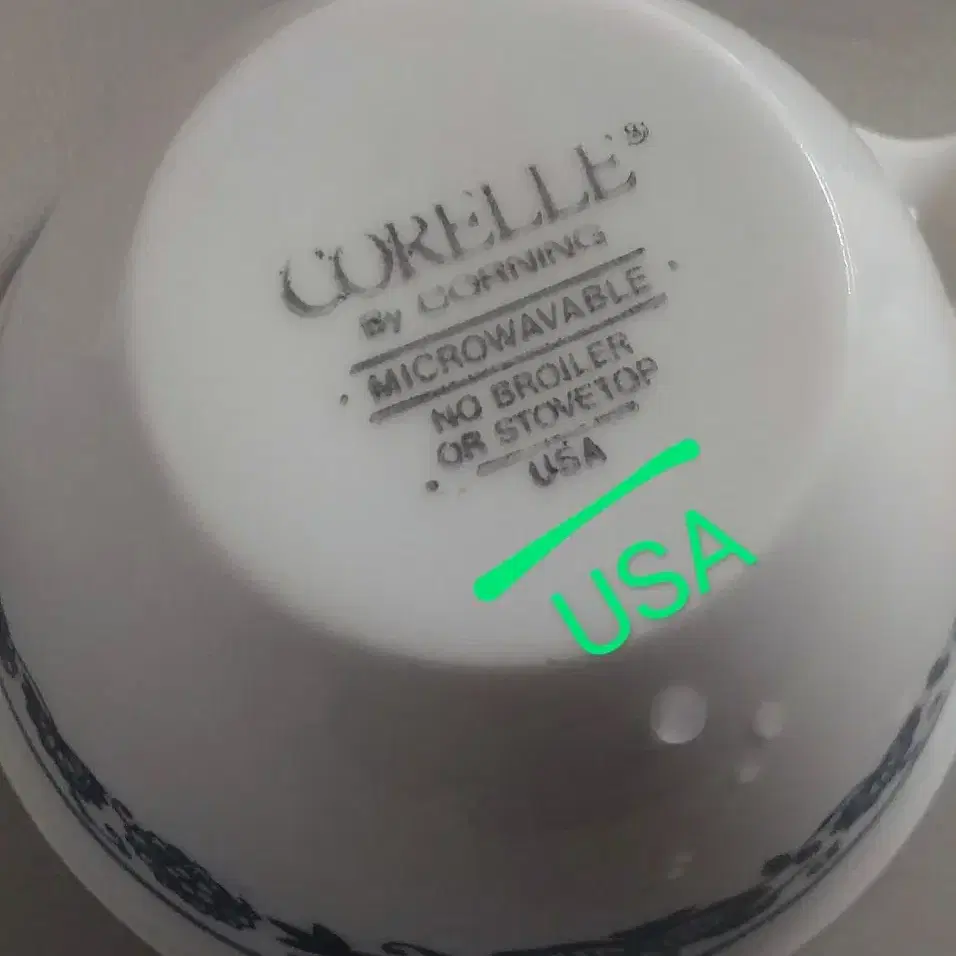 CORELLE®
BY CORNING
MICROWAVABLE
NO BROILER
OR STOVETOP
USA
USA